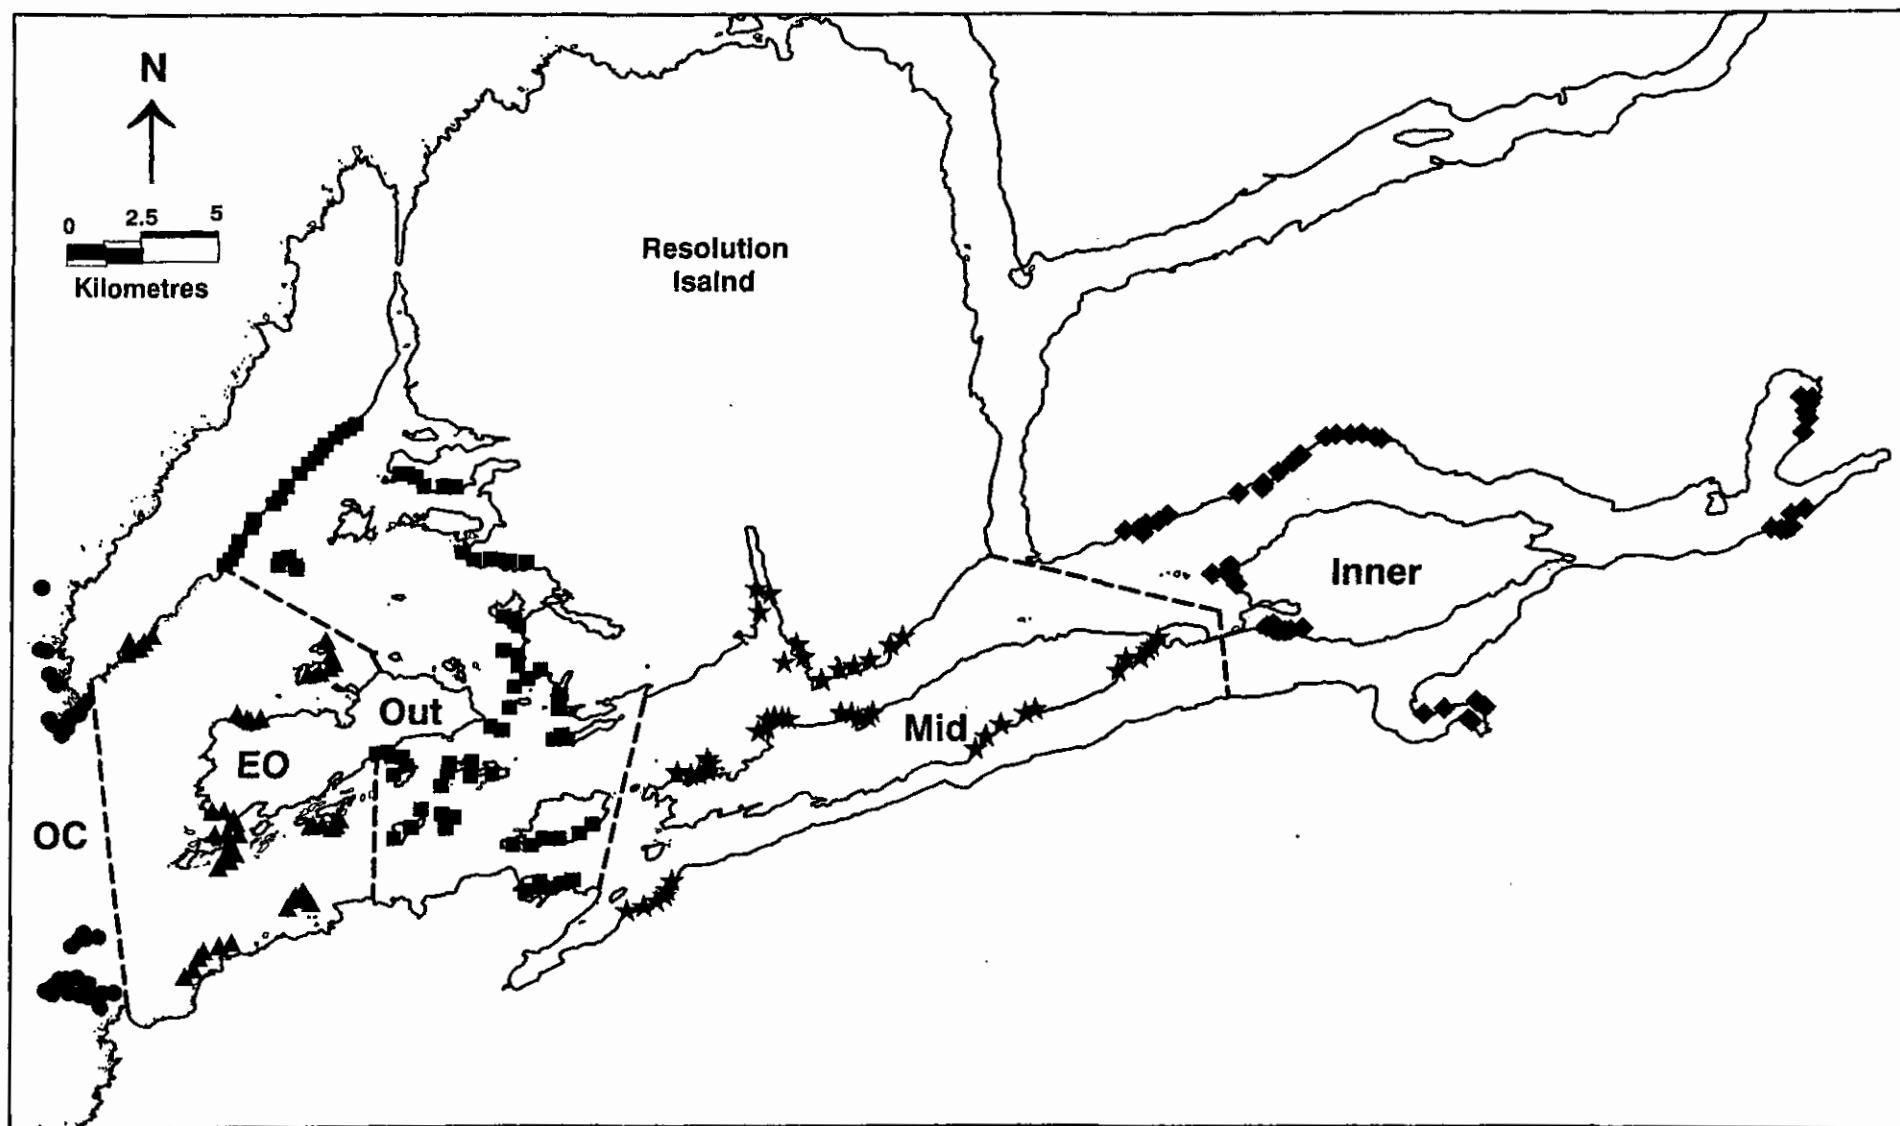 N
0 2.5 5
Kilometres
Resolution
Isalnd
Inner
Out
Mid
EO
OC